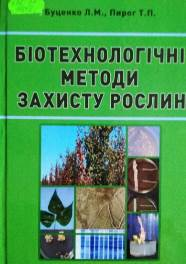 Буценко Л.М., Пирог Т.П.
БІОТЕХНОЛОГІЧНІ
МЕТОДИ
ЗАХИСТУ РОСЛИН